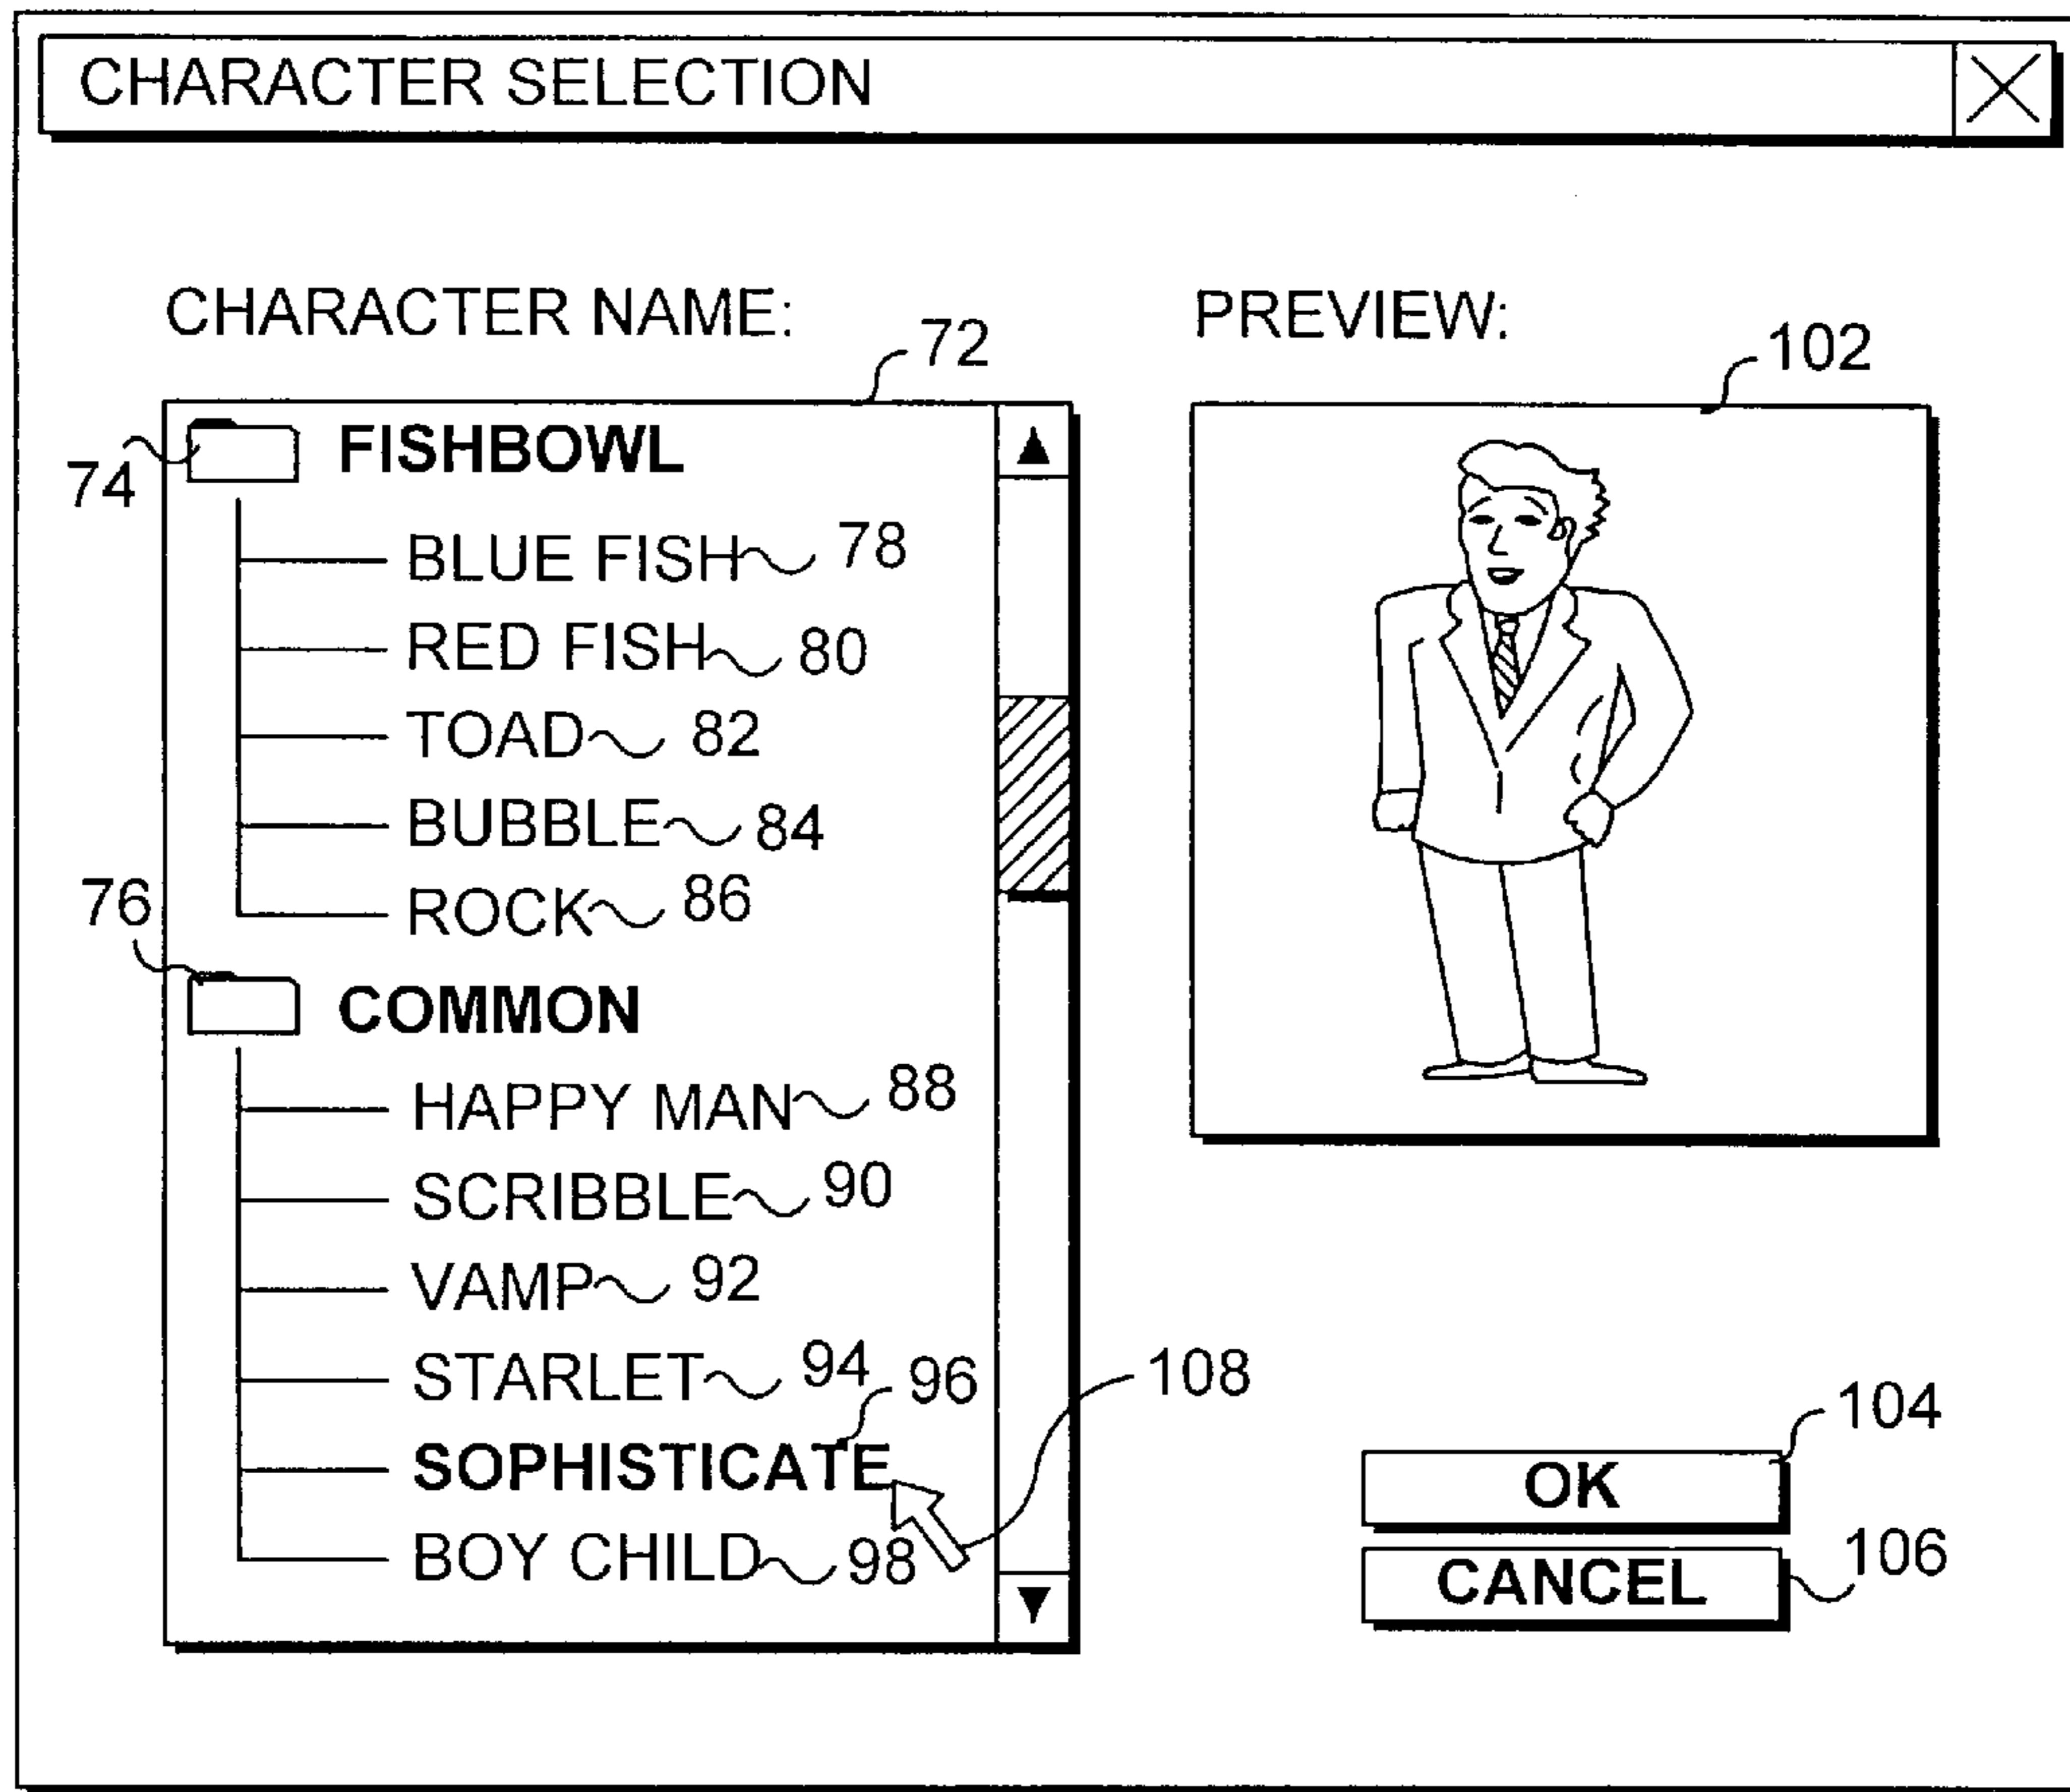 CHARACTER SELECTION
CHARACTER NAME:
72
PREVIEW:
102
74
FISHBOWL
BLUE FISH 78
RED FISH 80
TOAD 82
BUBBLE 84
ROCK 86
76
COMMON
HAPPY MAN 88
SCRIBBLE 90
VAMP 92
STARLET 94
96
108
SOPHISTICATE
BOY CHILD 98
104
OK
CANCEL 106